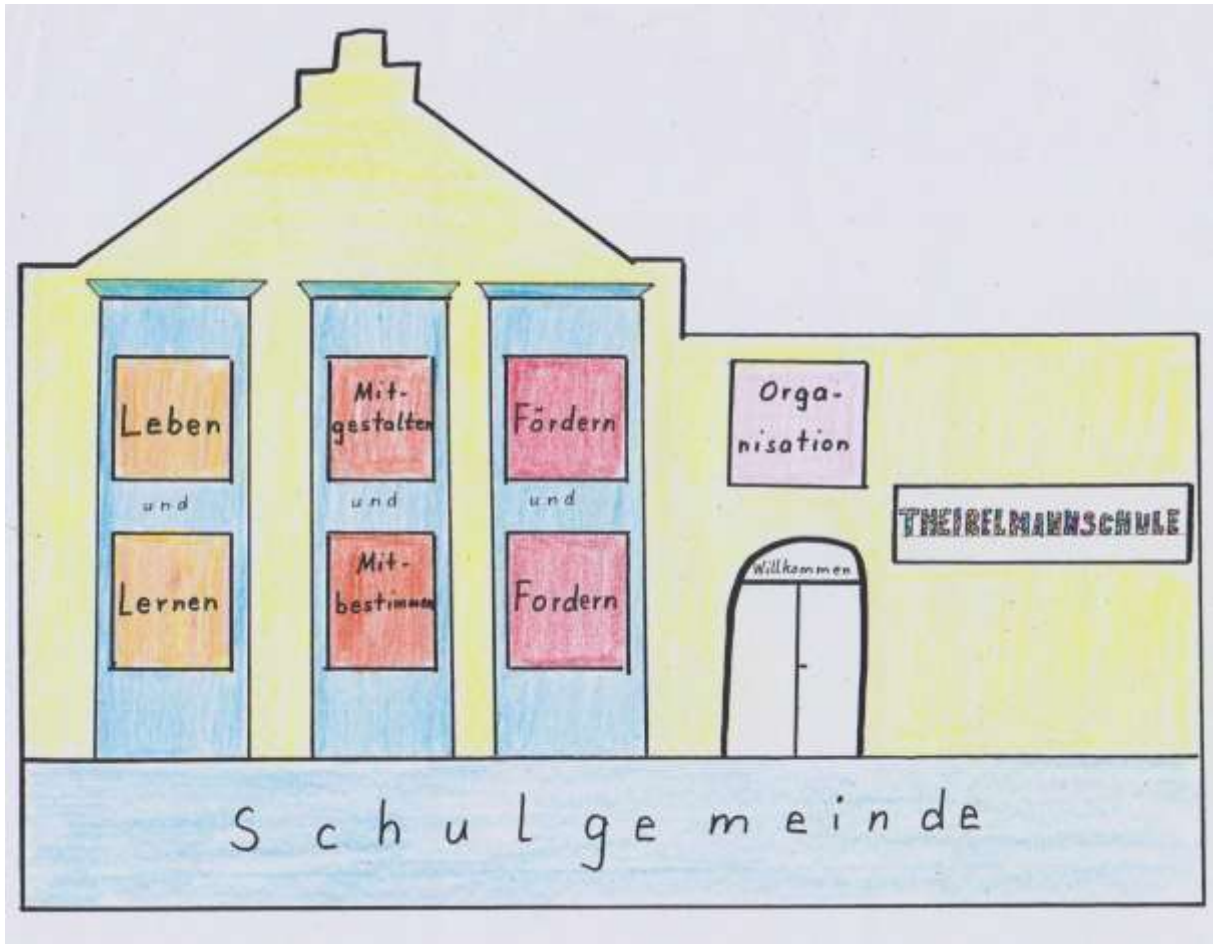 Leben
und
Lernen
Mit-
gestalten
und
Mit-
bestimmen
Fördern
und
Fordern
Orga-
nisation
Willkommen
THEIßELMANNSCHULE
Schulgemeinde